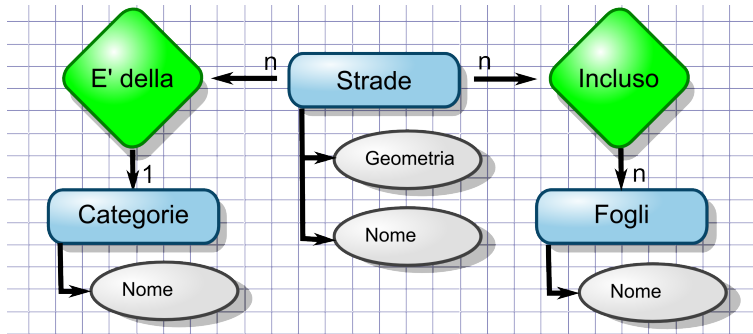 E' della
n
Strade
n
Incluso
Geometria
1
n
Categorie
Nome
Fogli
Nome
Nome